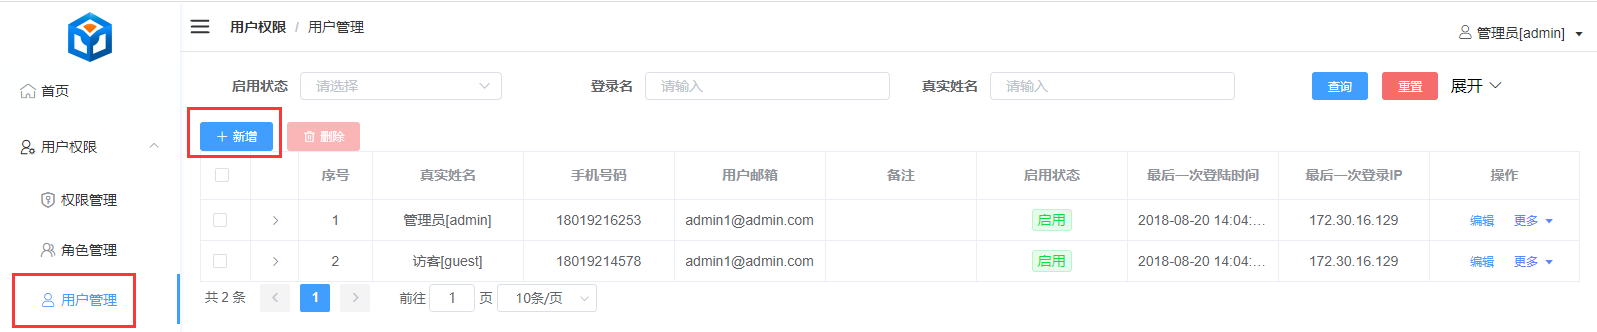 用户权限 / 用户管理
管理员[admin]
首页
用户权限
权限管理
角色管理
用户管理
启用状态 请选择 登录名 请输入 真实姓名 请输入 查询 重置 展开
新增 删除
序号 真实姓名 手机号码 用户邮箱 备注 启用状态 最后一次登陆时间 最后一次登录IP 操作
1 管理员[admin] 18019216253 admin1@admin.com 启用 2018-08-20 14:04:... 172.30.16.129 编辑 更多
2 访客[guest] 18019214578 admin1@admin.com 启用 2018-08-20 14:04:... 172.30.16.129 编辑 更多
共 2 条 1 前往 1 页 10条/页